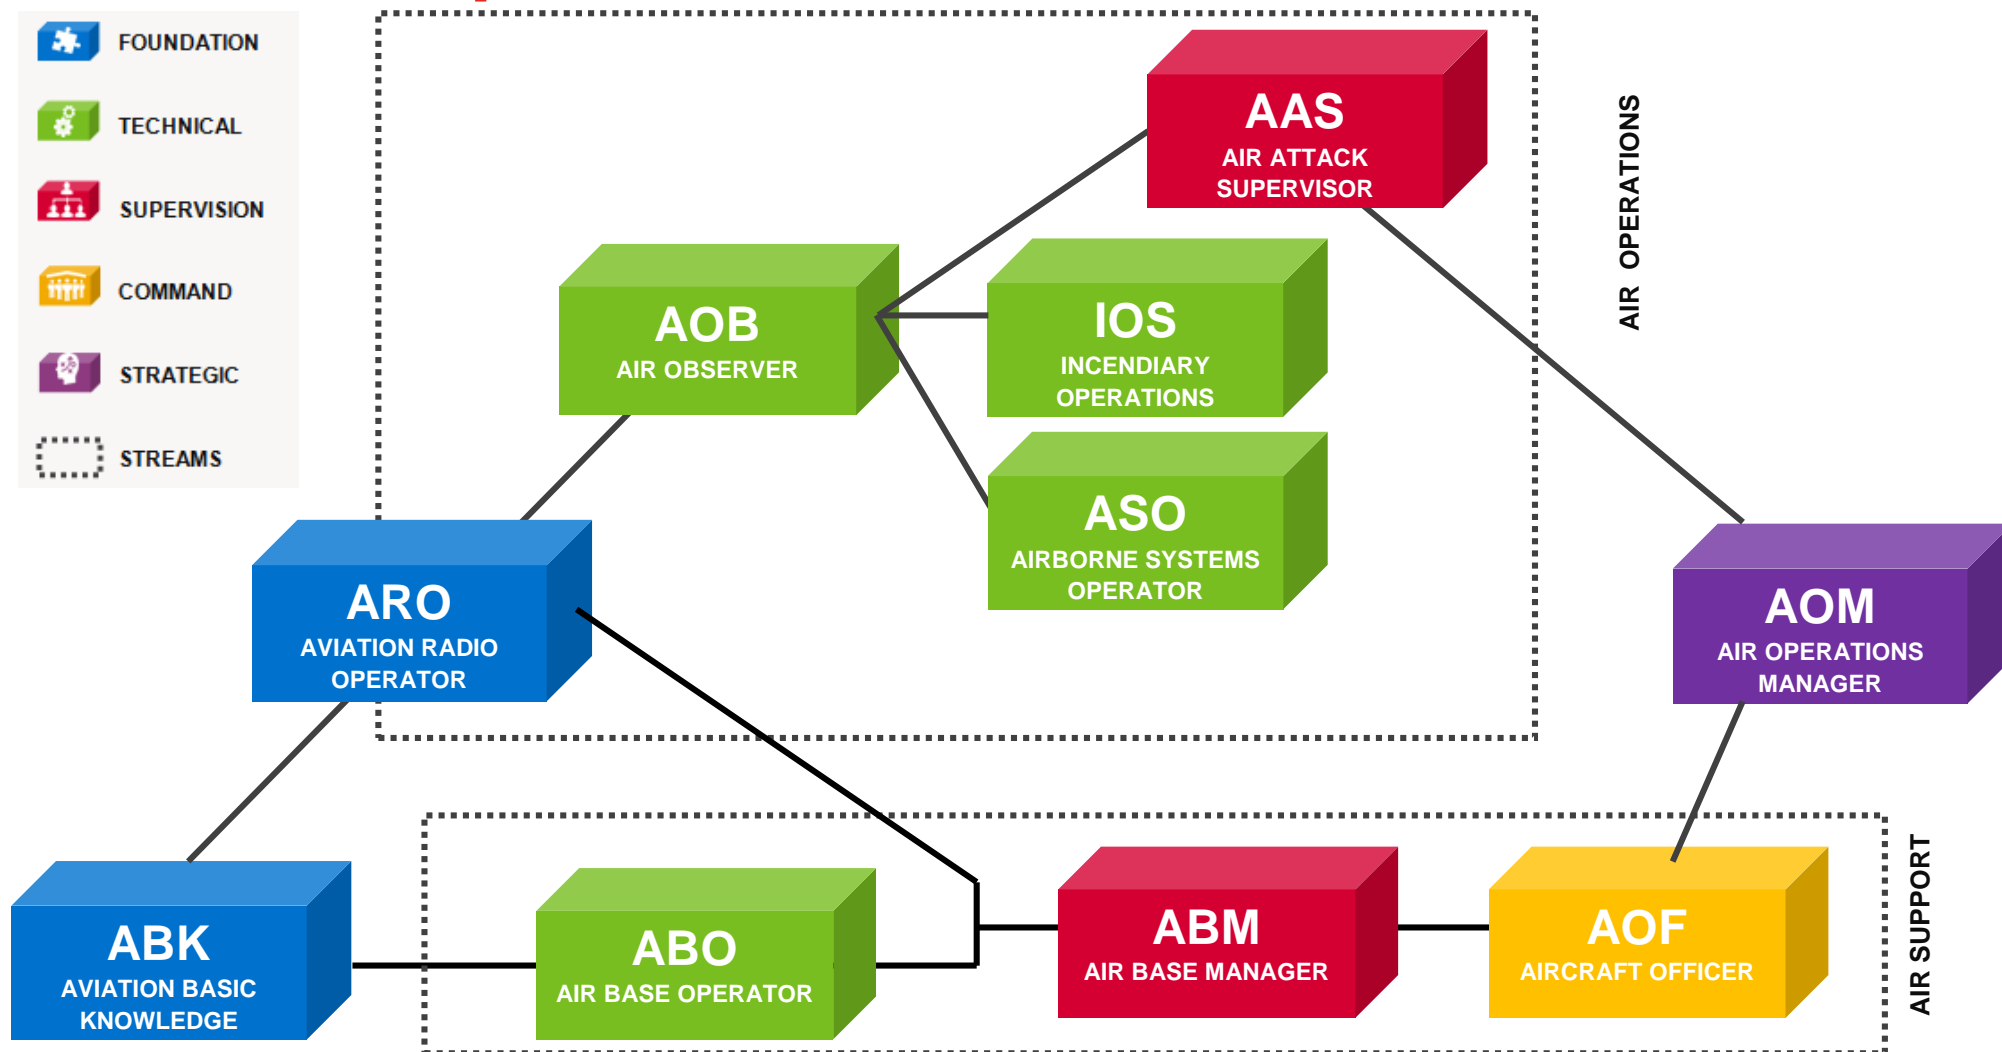 FOUNDATION
TECHNICAL
SUPERVISION
COMMAND
STRATEGIC
STREAMS
AAS
AIR ATTACK
SUPERVISOR
AIR OPERATIONS
AOB
AIR OBSERVER
IOS
INCENDIARY
OPERATIONS
ASO
AIRBORNE SYSTEMS
OPERATOR
ARO
AVIATION RADIO
OPERATOR
AOM
AIR OPERATIONS
MANAGER
ABK
AVIATION BASIC
KNOWLEDGE
ABO
AIR BASE OPERATOR
ABM
AIR BASE MANAGER
AOF
AIRCRAFT OFFICER
AIR SUPPORT